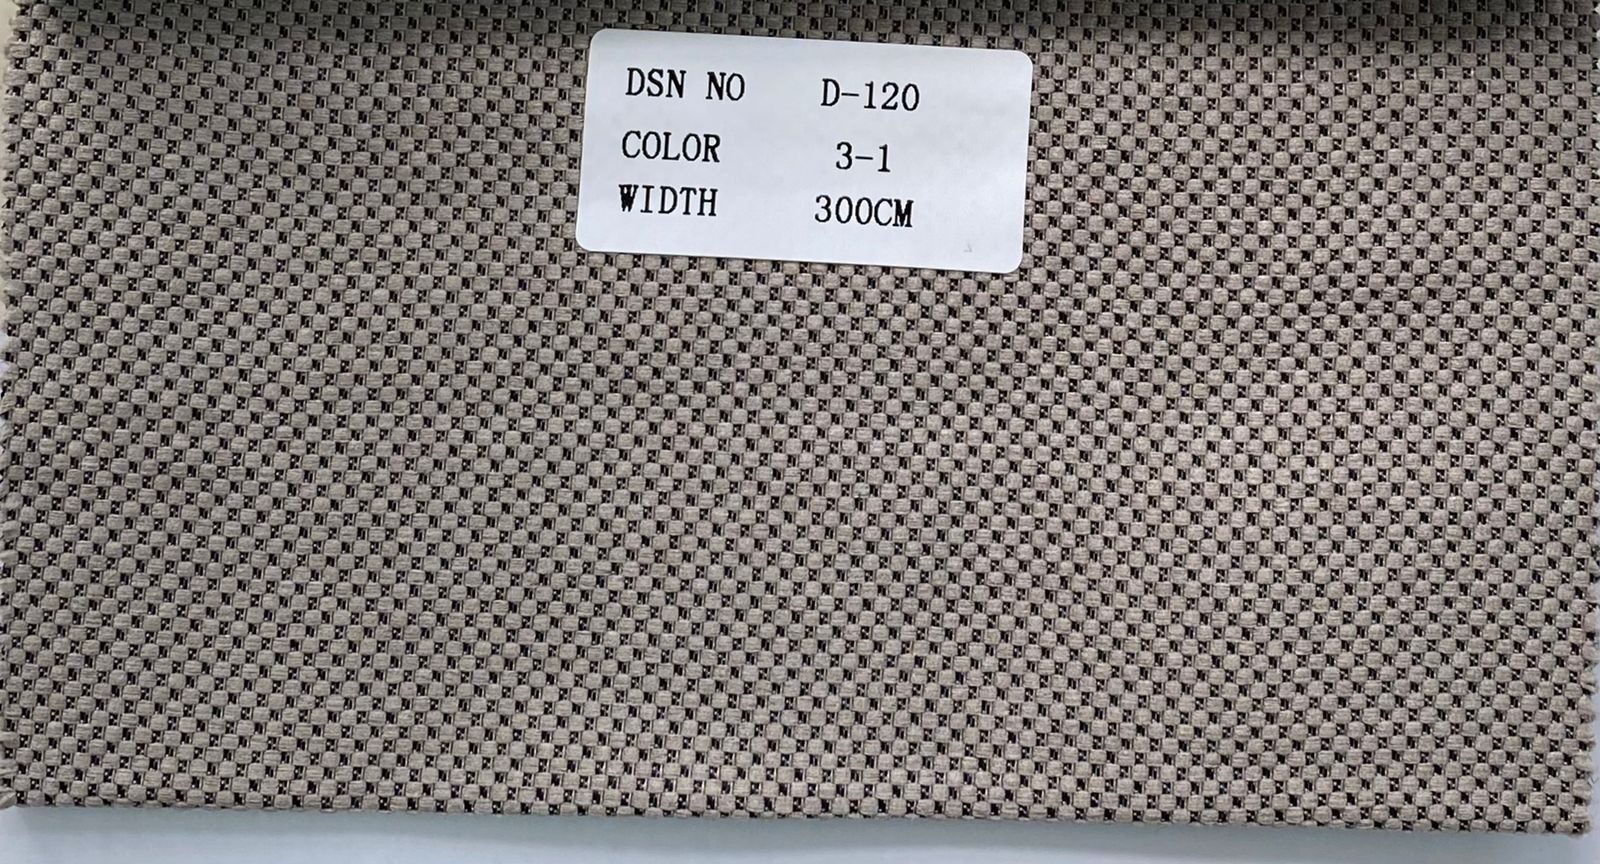 DSN NO D-120
COLOR 3-1
WIDTH 300CM